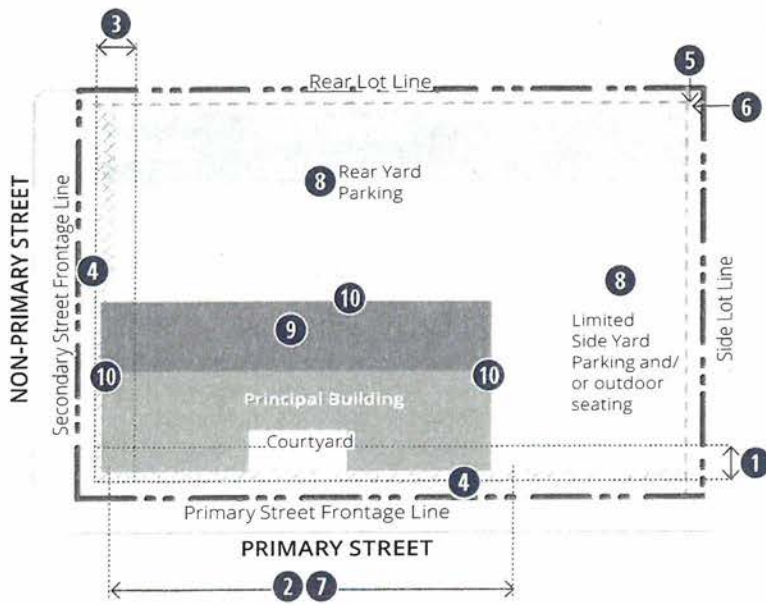 3
Rear Lot Line
5
6
8 Rear Yard
Parking
NON-PRIMARY STREET
Secondary Street Frontage Line
4
8
Limited
Side Yard
Parking and/
or outdoor
seating
Side Lot Line
10
9
10
10
Principal Building
Courtyard
1
4
Primary Street Frontage Line
PRIMARY STREET
2 7